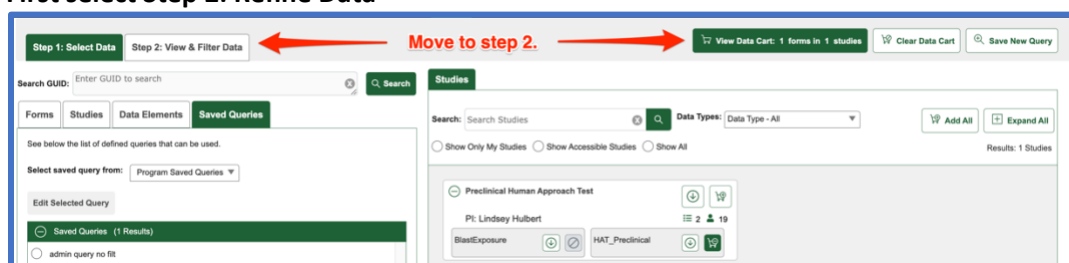 First select Step 2: Refine Data
Step 1: Select Data
Step 2: View & Filter Data
Move to step 2.
View Data Cart: 1 forms in 1 studies
Clear Data Cart
Save New Query
Search GUID:
Enter GUID to search
Search
Forms
Studies
Data Elements
Saved Queries
See below the list of defined queries that can be used.
Select saved query from:
Program Saved Queries
Edit Selected Query
Saved Queries (1 Results)
admin query no filt
Studies
Search:
Search Studies
Data Types:
Data Type - All
Add All
Expand All
Show Only My Studies
Show Accessible Studies
Show All
Results: 1 Studies
Preclinical Human Approach Test
PI: Lindsey Hulbert
2
19
BlastExposure
HAT_Preclinical